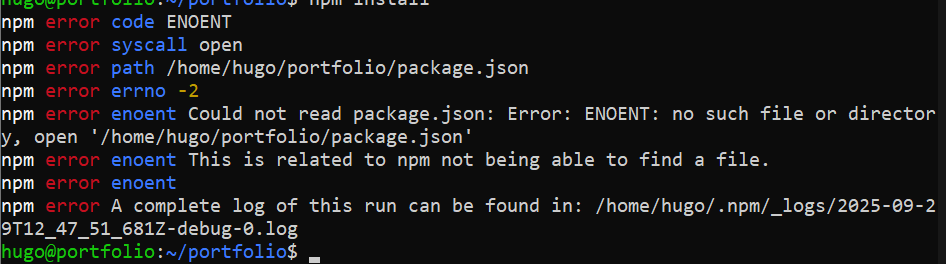 hugo@portfolio:~/portfolio$ npm install
npm error code ENOENT
npm error syscall open
npm error path /home/hugo/portfolio/package.json
npm error errno -2
npm error enoent Could not read package.json: Error: ENOENT: no such file or director
y, open '/home/hugo/portfolio/package.json'
npm error enoent This is related to npm not being able to find a file.
npm error enoent
npm error A complete log of this run can be found in: /home/hugo/.npm/_logs/2025-09-2
9T12_47_51_681Z-debug-0.log
hugo@portfolio:~/portfolio$